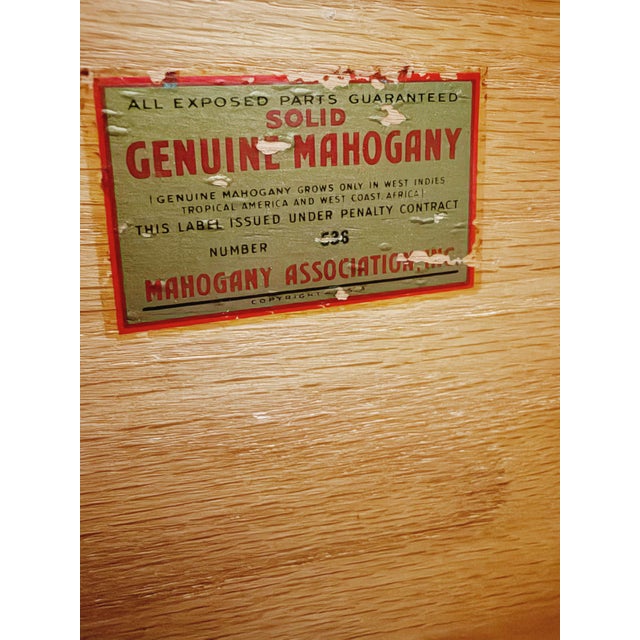 ALL EXPOSED PARTS GUARANTEED
SOLID
GENUINE MAHOGANY
(GENUINE MAHOGANY GROWS ONLY IN WEST INDIES
TROPICAL AMERICA AND WEST COAST AFRICA)
THIS LABEL ISSUED UNDER PENALTY CONTRACT
NUMBER
MAHOGANY ASSOCIATION, INC.
COPYRIGHT